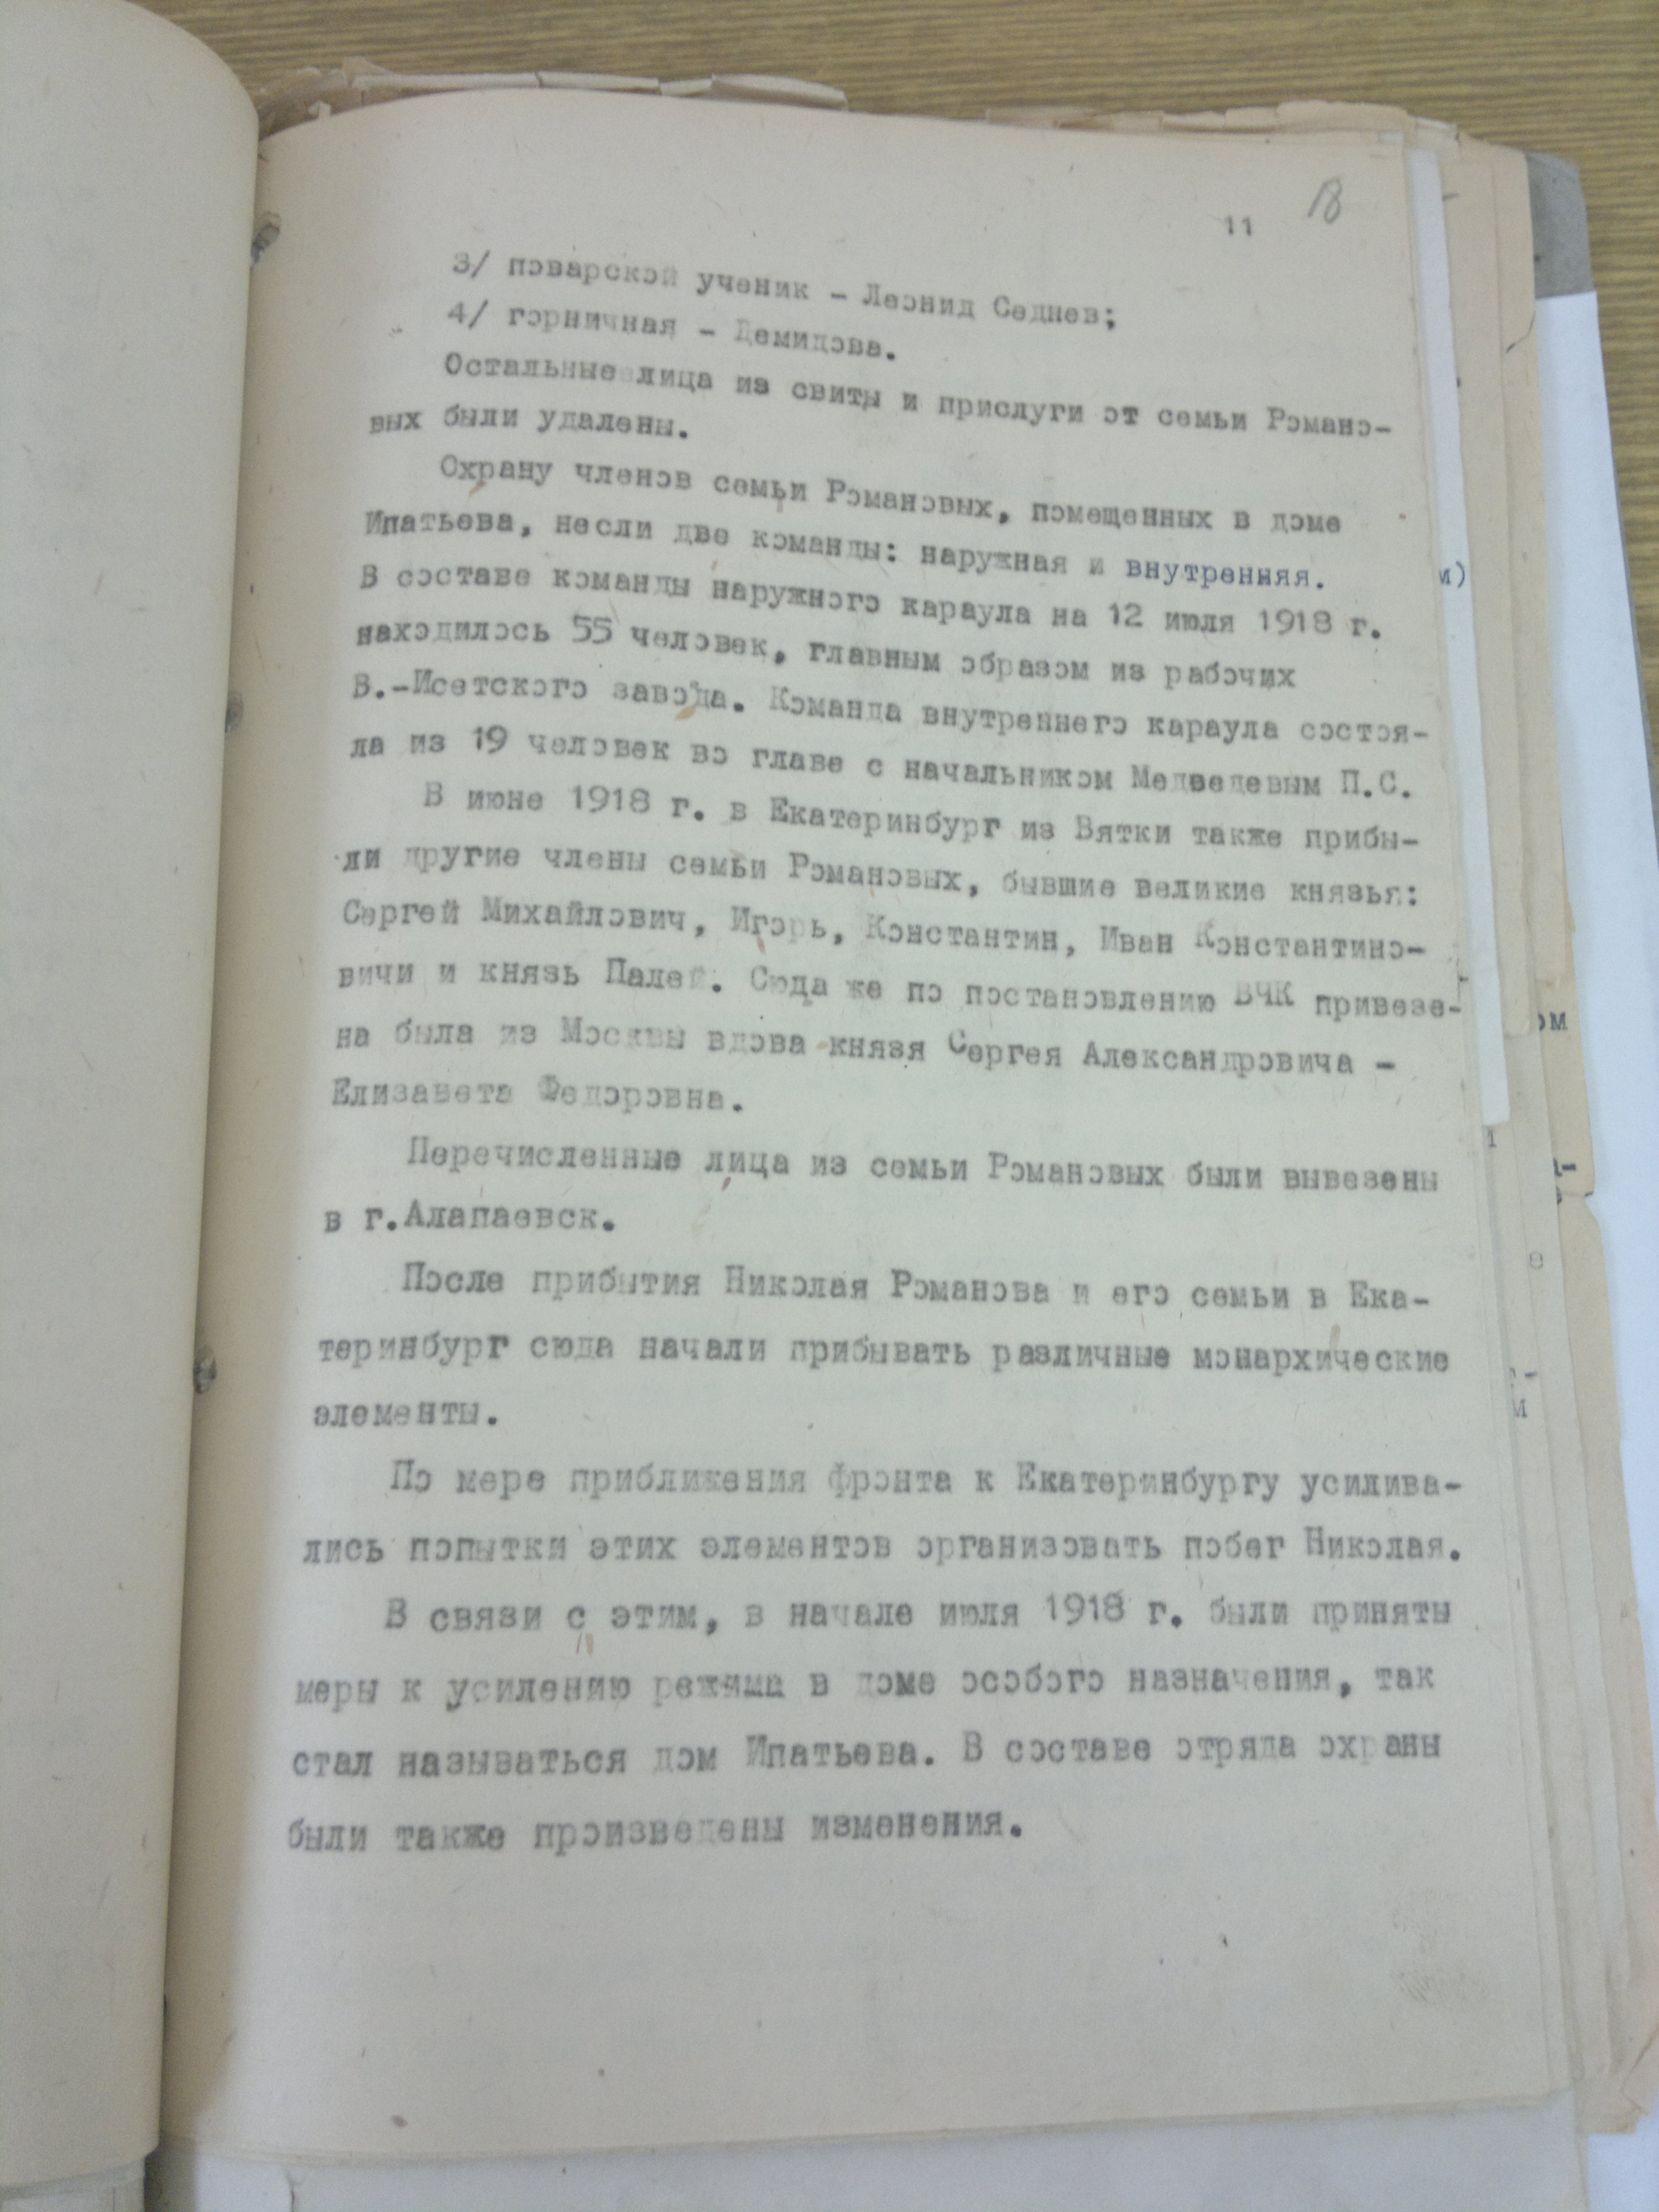 11 18
3/ поварской ученик - Леонид Седнев;
4/ горничная - Демидова.
Остальные лица из свиты и прислуги от семьи Романо-
вых были удалены.
Охрану членов семьи Романовых, помещенных в доме
Ипатьева, несли две команды: наружная и внутренняя.
В составе команды наружного караула на 12 июля 1918 г.
находилось 55 человек, главным образом из рабочих
В.-Исетского завода. Команда внутреннего караула состоя-
ла из 19 человек во главе с начальником Медведевым П.С.
В июне 1918 г. в Екатеринбург из Вятки также прибы-
ли другие члены семьи Романовых, бывшие великие князья:
Сергей Михайлович, Игорь, Константин, Иван Константино-
вичи и князь Палей. Сюда же по постановлению ВЧК привезе-
на была из Москвы вдова князя Сергея Александровича -
Елизавета Федоровна.
Перечисленные лица из семьи Романовых были вывезены
в г.Алапаевск.
После прибытия Николая Романова и его семьи в Ека-
теринбург сюда начали прибывать различные монархические
элементы.
По мере приближения фронта к Екатеринбургу усилива-
лись попытки этих элементов организовать побег Николая.
В связи с этим, в начале июля 1918 г. были приняты
меры к усилению режима в доме особого назначения, так
стал называться дом Ипатьева. В составе отряда охраны
были также произведены изменения.